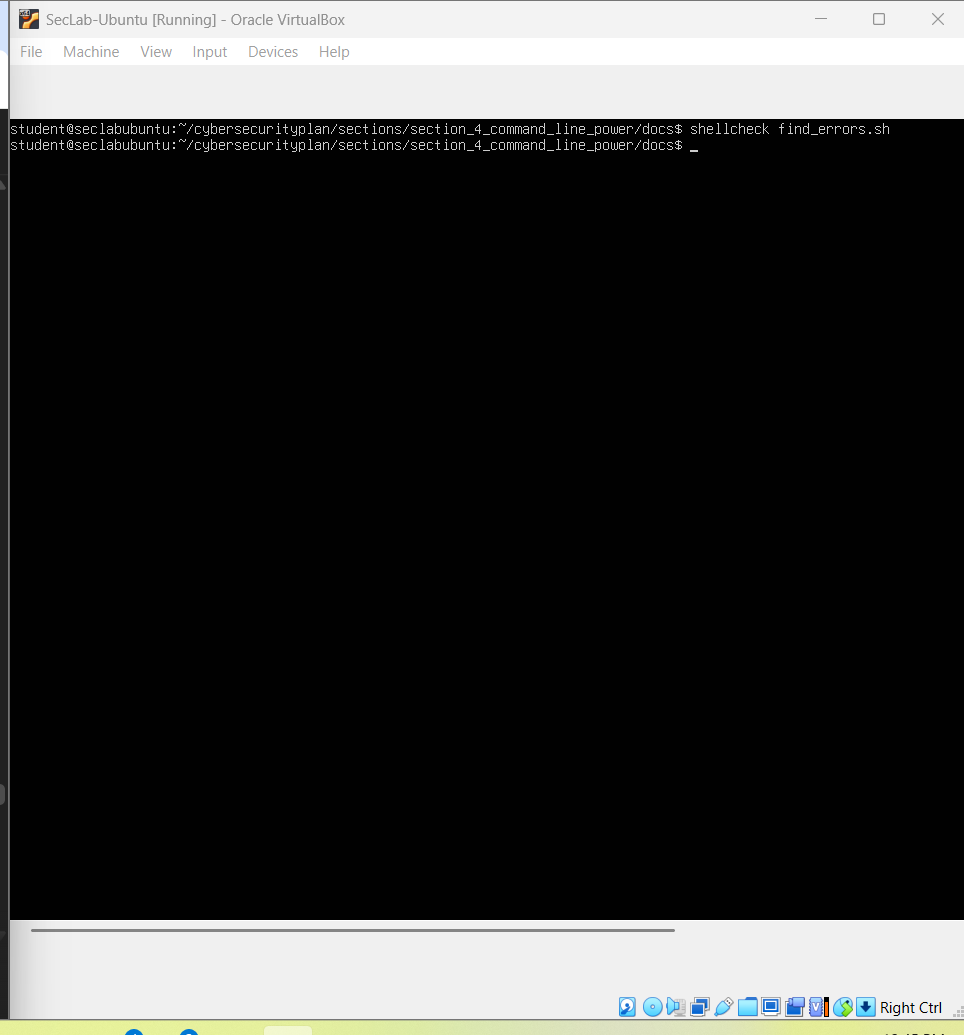 SecLab-Ubuntu [Running] - Oracle VirtualBox
File Machine View Input Devices Help
student@seclabubuntu:~/cybersecurityplan/sections/section_4_command_line_power/docs$ shellcheck find_errors.sh
student@seclabubuntu:~/cybersecurityplan/sections/section_4_command_line_power/docs$ _
Right Ctrl